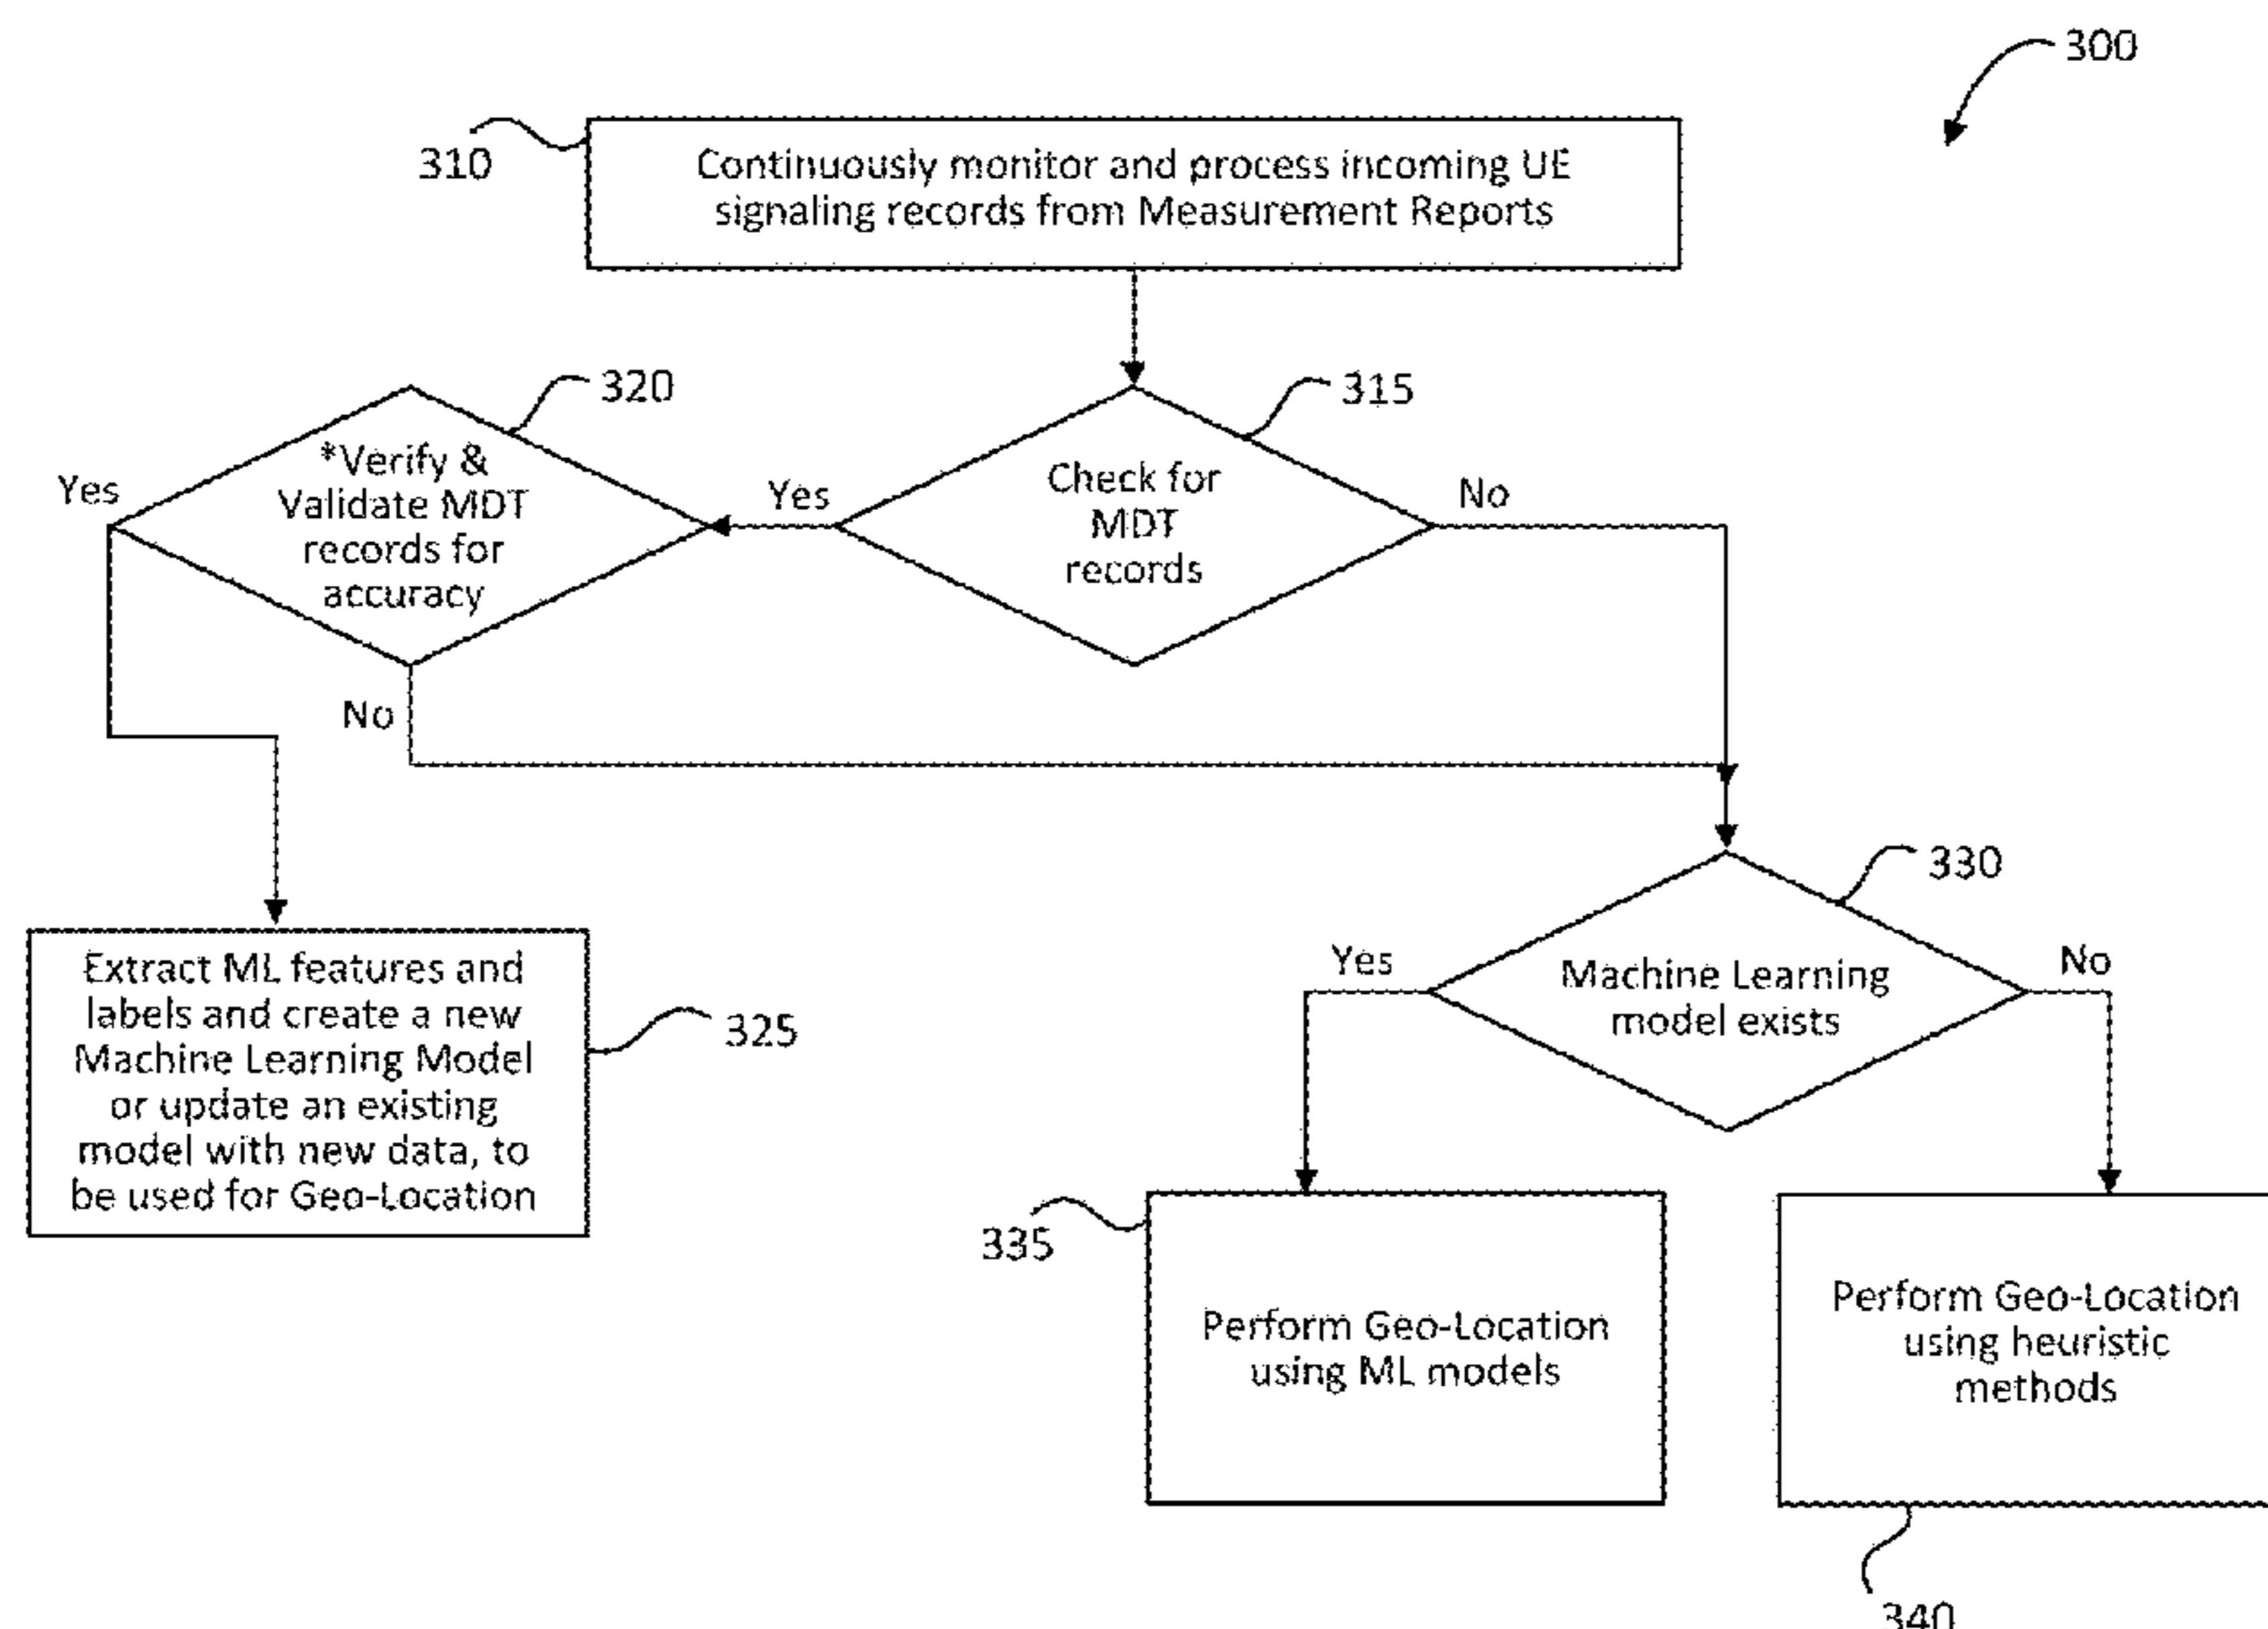 300
310
Continuously monitor and process incoming UE
signaling records from Measurement Reports
320
315
*Verify &
Validate MDT
records for
accuracy
Yes
Yes
Check for
MDT
records
No
No
330
Extract ML features and
labels and create a new
Machine Learning Model
or update an existing
model with new data, to
be used for Geo-Location
325
Yes
Machine Learning
model exists
No
335
Perform Geo-Location
using ML models
Perform Geo-Location
using heuristic
methods
340